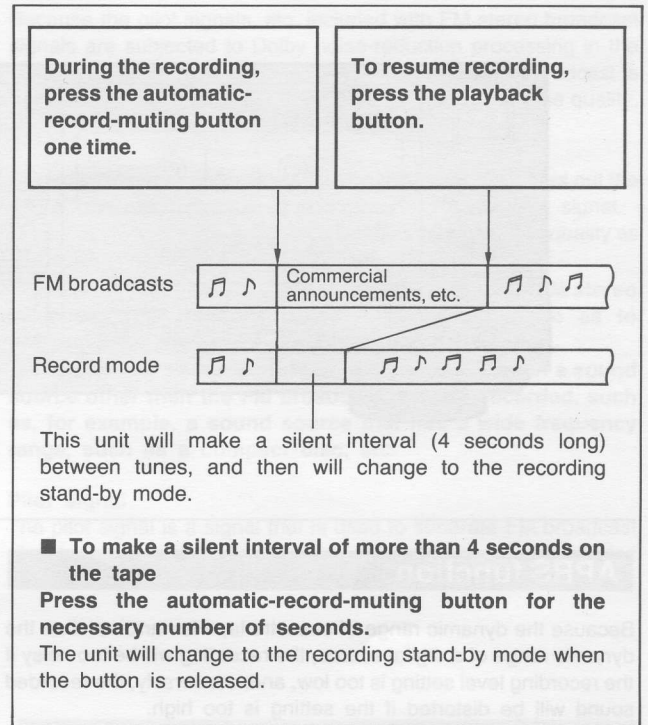 During the recording,
press the automatic-
record-muting button
one time.
To resume recording,
press the playback
button.
FM broadcasts
Commercial
announcements, etc.
Record mode
This unit will make a silent interval (4 seconds long)
between tunes, and then will change to the recording
stand-by mode.
■ To make a silent interval of more than 4 seconds on
the tape
Press the automatic-record-muting button for the
necessary number of seconds.
The unit will change to the recording stand-by mode when
the button is released.